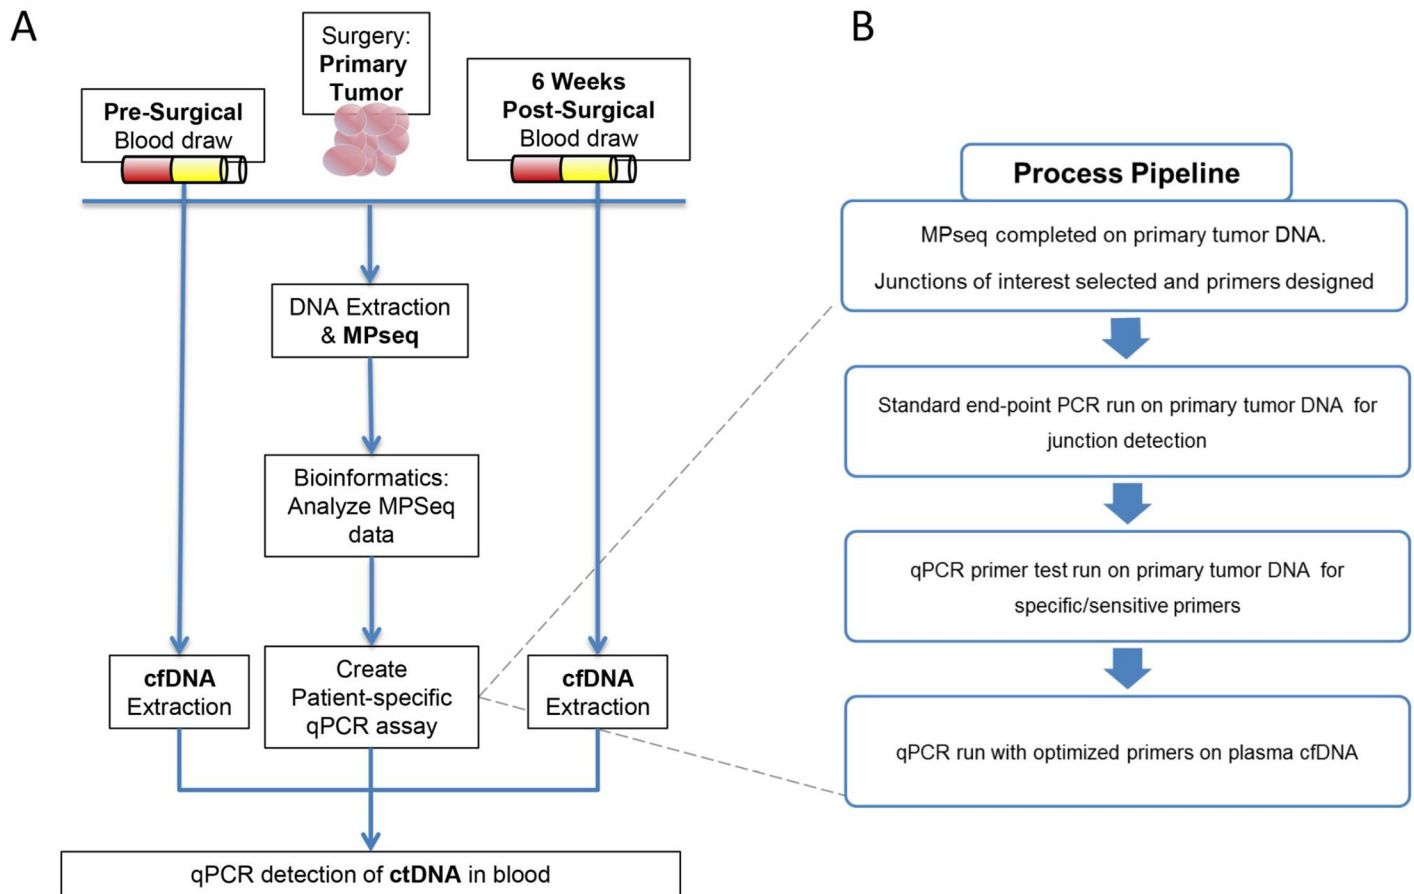 A
B
Surgery:
Primary
Tumor
Pre-Surgical
Blood draw
6 Weeks
Post-Surgical
Blood draw
DNA Extraction
& MPseq
Bioinformatics:
Analyze MPSeq
data
cfDNA
Extraction
Create
Patient-specific
qPCR assay
cfDNA
Extraction
qPCR detection of ctDNA in blood
Process Pipeline
MPseq completed on primary tumor DNA.
Junctions of interest selected and primers designed
Standard end-point PCR run on primary tumor DNA for
junction detection
qPCR primer test run on primary tumor DNA for
specific/sensitive primers
qPCR run with optimized primers on plasma cfDNA